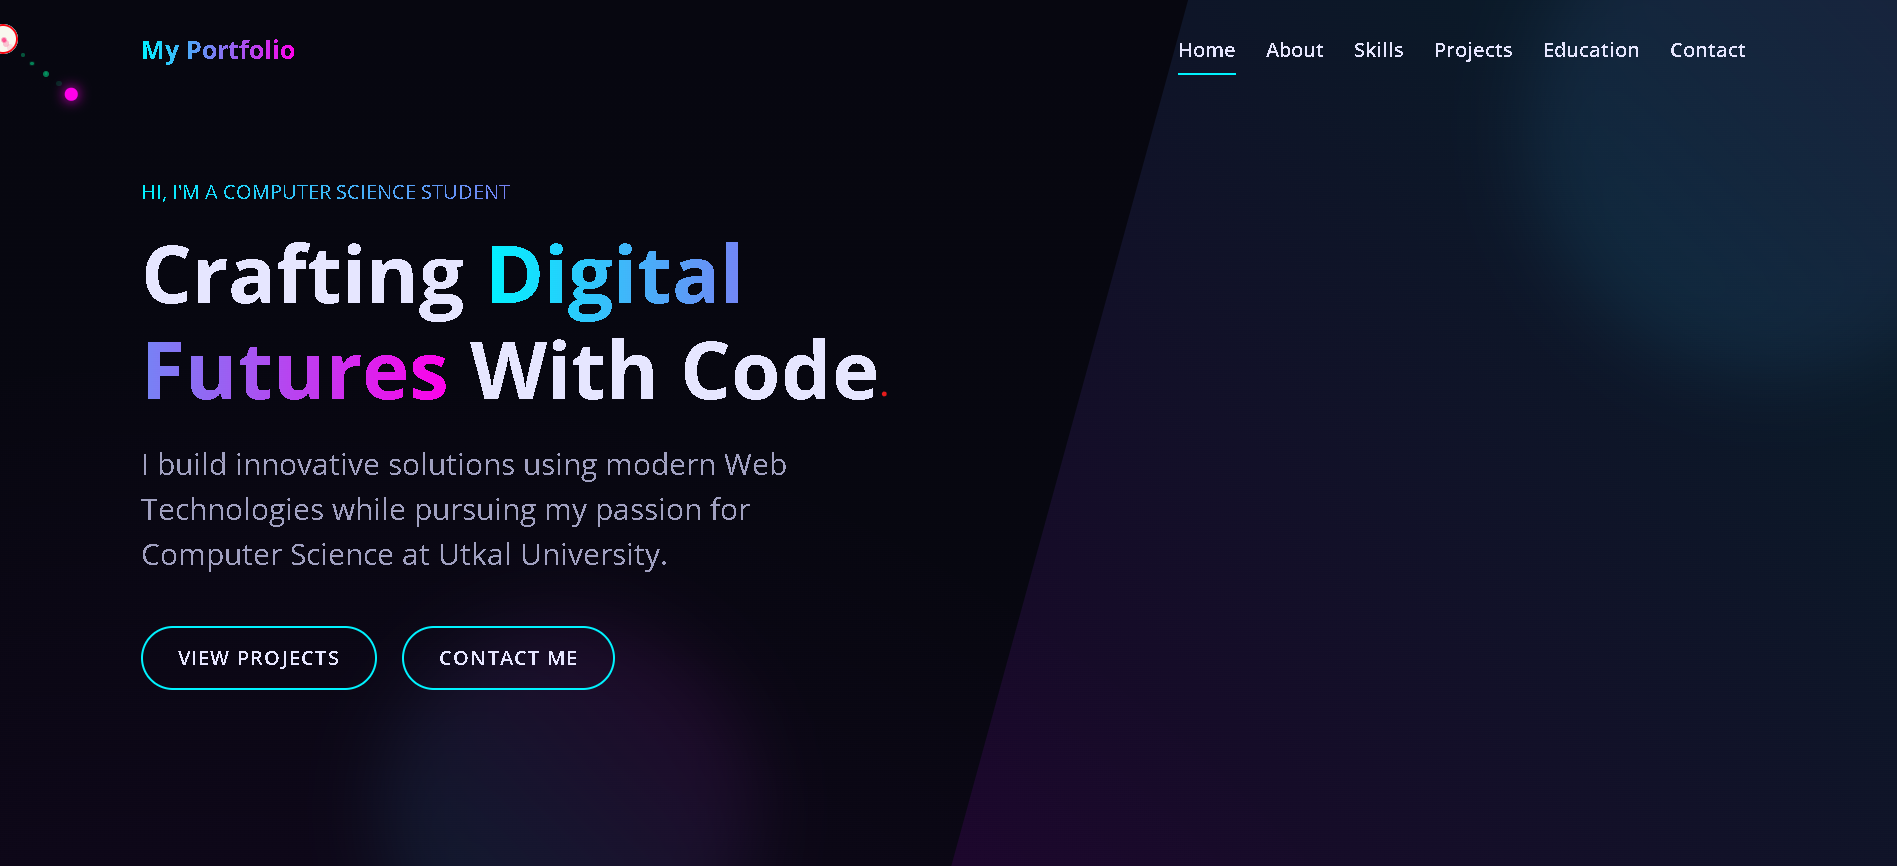 My Portfolio
Home About Skills Projects Education Contact
HI, I'M A COMPUTER SCIENCE STUDENT
Crafting Digital
Futures With Code.
I build innovative solutions using modern Web
Technologies while pursuing my passion for
Computer Science at Utkal University.
VIEW PROJECTS CONTACT ME